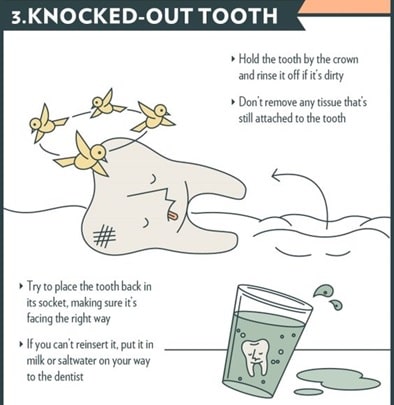 3. KNOCKED-OUT TOOTH
Hold the tooth by the crown
and rinse it off if it's dirty
Don't remove any tissue that's
still attached to the tooth
Try to place the tooth back in
its socket, making sure it's
facing the right way
If you can't reinsert it, put it in
milk or saltwater on your way
to the dentist